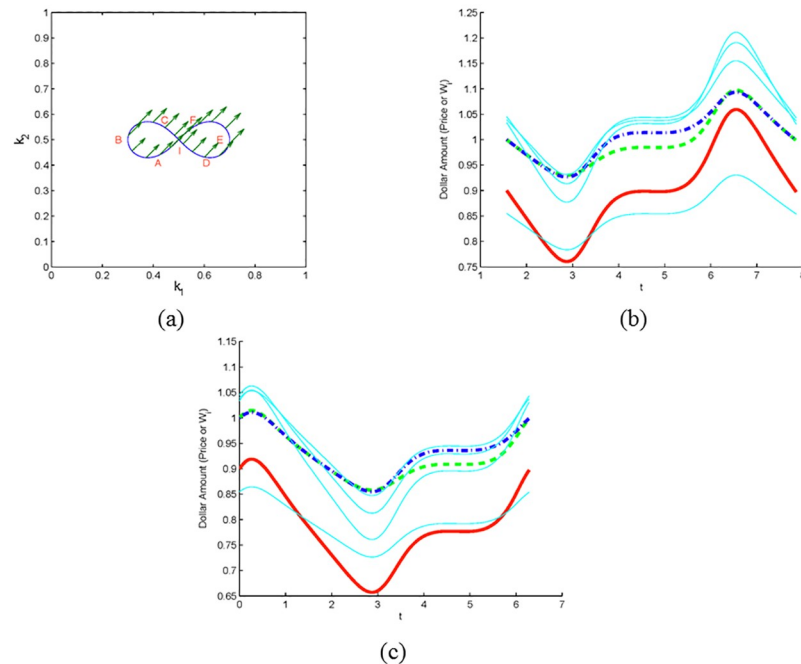 1
0.9
0.8
0.7
0.6
0.5
0.4
0.3
0.2
0.1
0
k2
B
C
F
A
I
E
D
0 0.2 0.4 0.6 0.8 1
k1
(a)
1.25
1.2
1.15
1.1
1.05
1
0.95
0.9
0.85
0.8
0.75
Dollar Amount (Price or Wi)
1 2 3 4 5 6 7 8
t
(b)
1.15
1.1
1.05
1
0.95
0.9
0.85
0.8
0.75
0.7
0.65
Dollar Amount (Price or Wi)
0 1 2 3 4 5 6 7
t
(c)